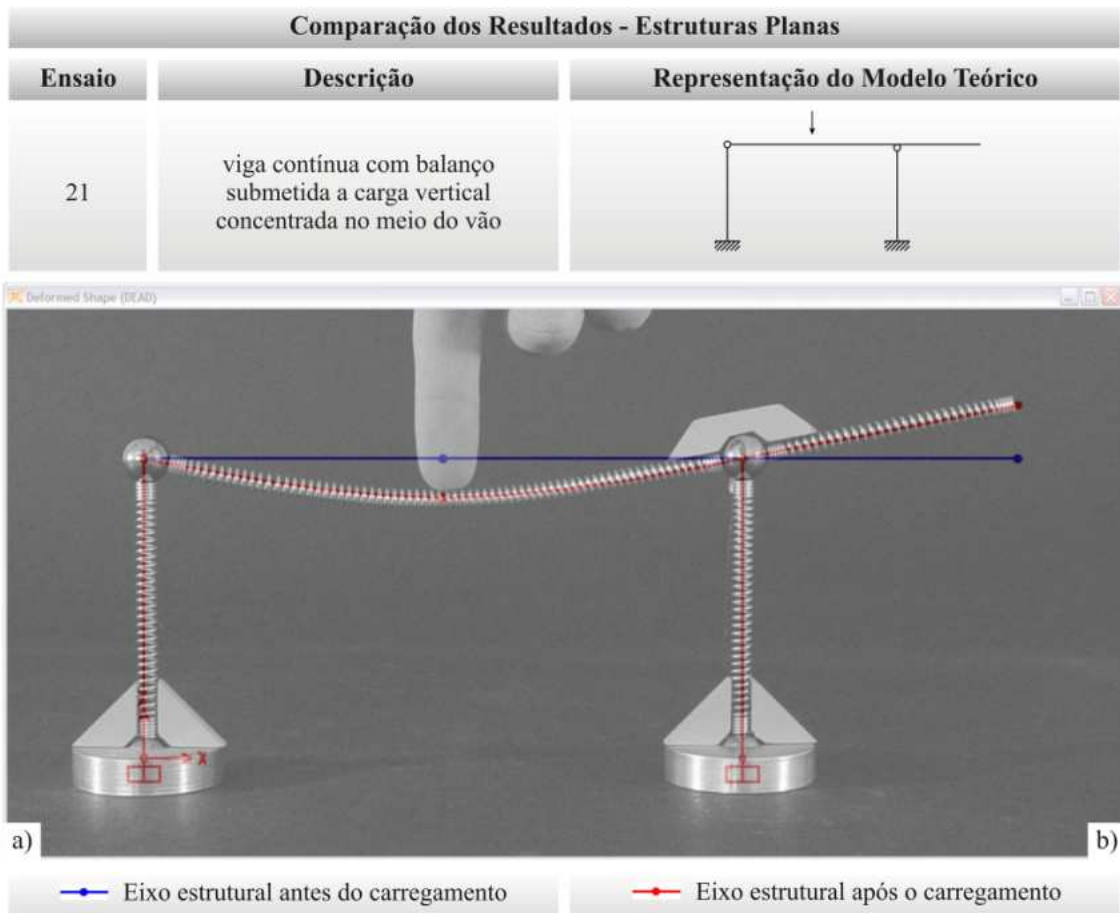 Comparação dos Resultados - Estruturas Planas
Ensaio
Descrição
Representação do Modelo Teórico
21
viga contínua com balanço
submetida a carga vertical
concentrada no meio do vão
Deformed Shape (DEAD)
X
a)
b)
Eixo estrutural antes do carregamento
Eixo estrutural após o carregamento